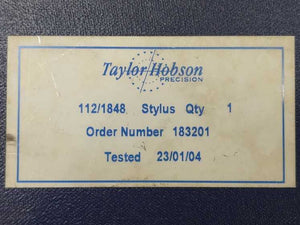 Taylor Hobson
PRECISION
112/1848 Stylus Qty 1
Order Number 183201
Tested 23/01/04